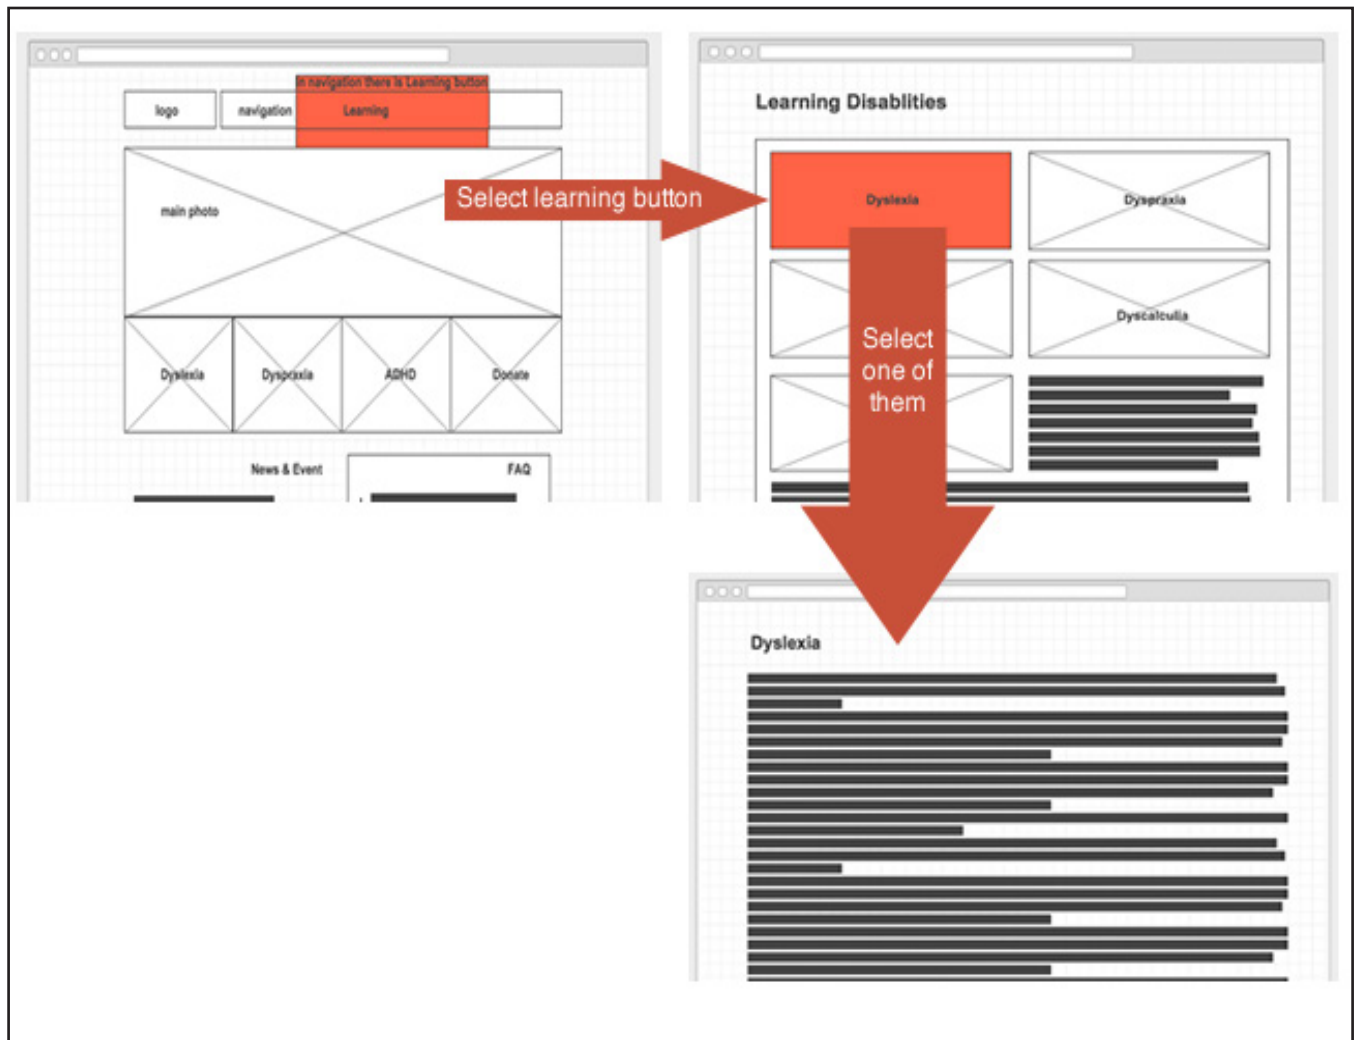 in navigation there is Learning button
logo
navigation
Learning
main photo
Dyslexia
Dyspraxia
ADHD
Donate
News & Event
FAQ
Select learning button
Learning Disablities
Dyslexia
Dyspraxia
Dyscalculia
Select
one of
them
Dyslexia